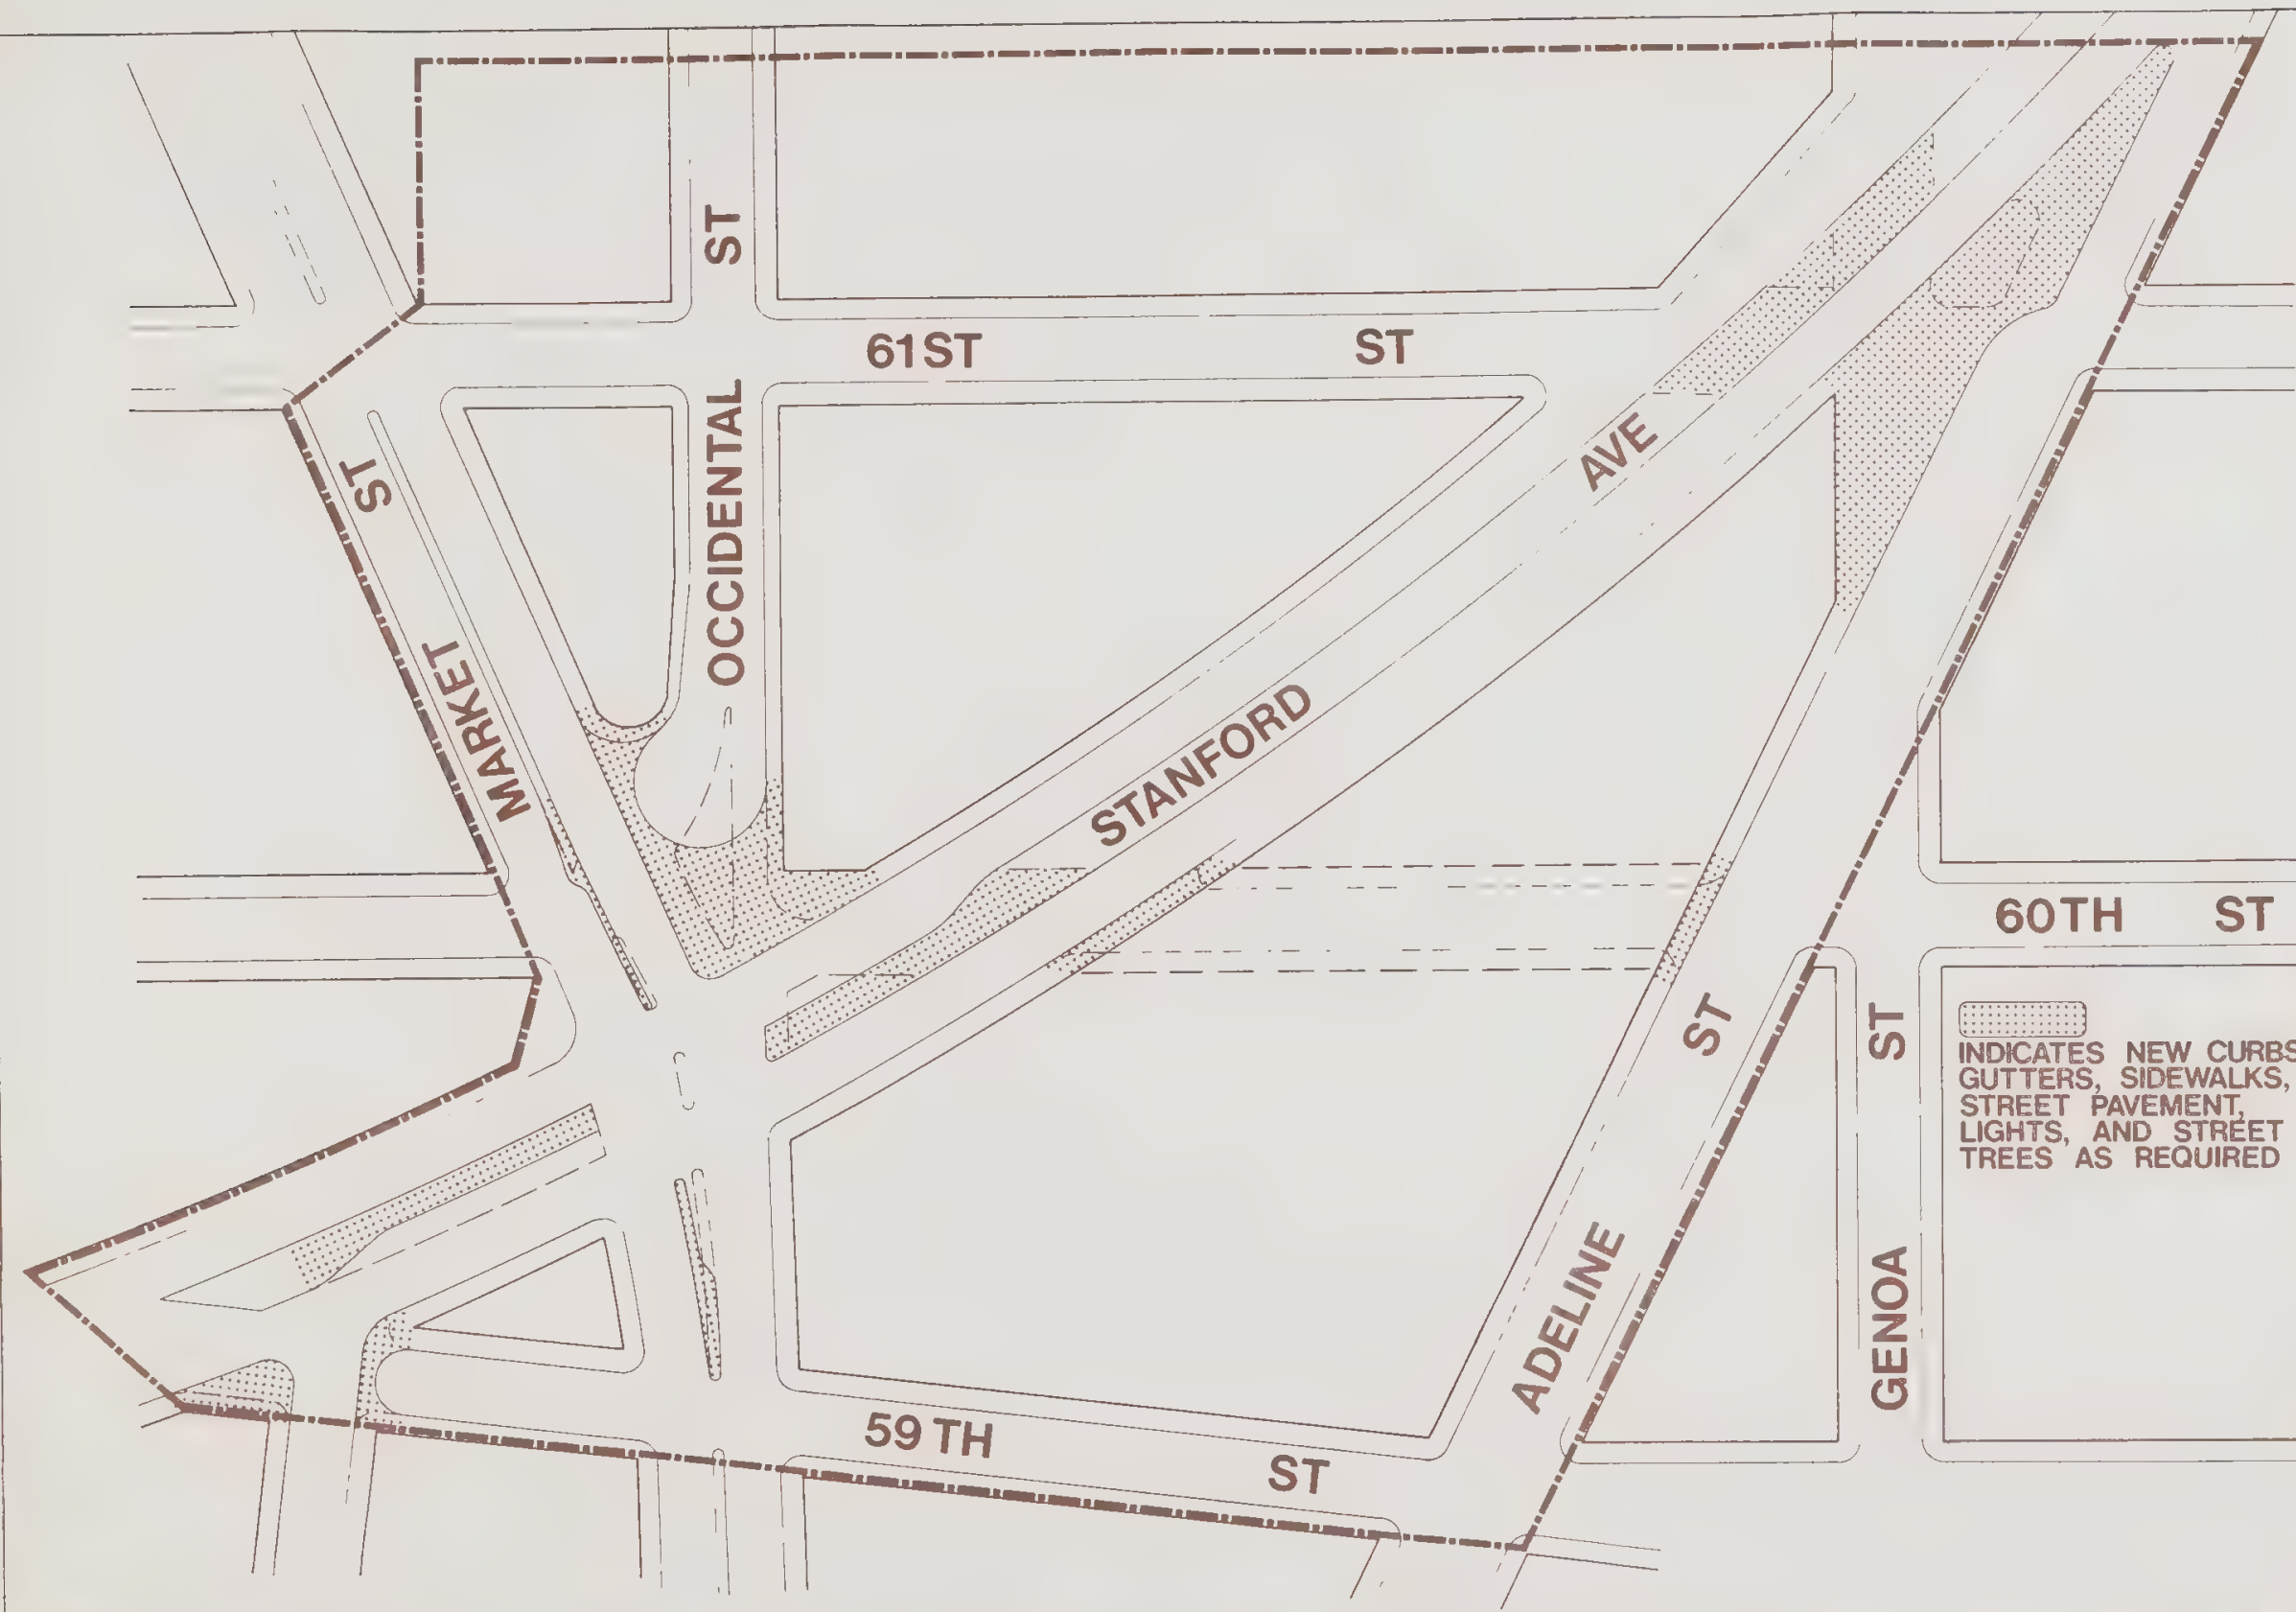 ST
61ST ST
OCCIDENTAL
ST
MARKET
AVE
STANFORD
60TH ST
ST
ST
INDICATES NEW CURBS
GUTTERS, SIDEWALKS,
STREET PAVEMENT,
LIGHTS, AND STREET
TREES AS REQUIRED
ADELINE
GENOA
59TH
ST